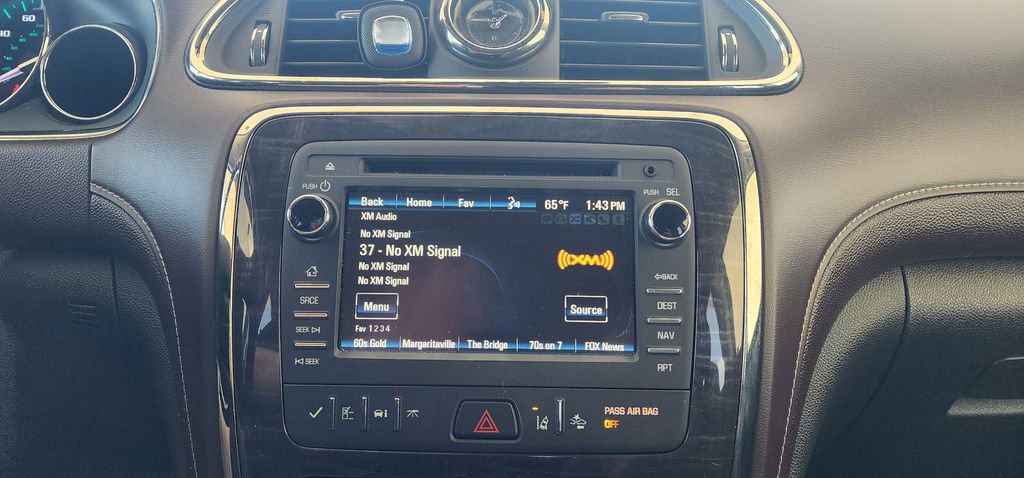 60
40
20
PUSH
PUSH SEL
Back Home Fav 65°F 1:43 PM
XM Audio
No XM Signal
37 - No XM Signal
No XM Signal
No XM Signal
((XM))
Menu
Source
Fav 1 2 3 4
60s Gold Margaritaville The Bridge 70s on 7 FOX News
SRCE
SEEK
SEEK
BACK
DEST
NAV
RPT
PASS AIR BAG
OFF